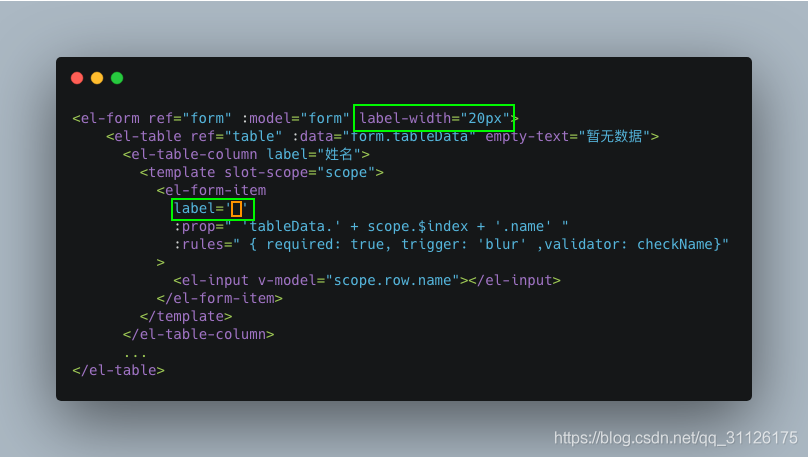 <el-form ref="form" :model="form" label-width="20px">
<el-table ref="table" :data="form.tableData" empty-text="暂无数据">
<el-table-column label="姓名">
<template slot-scope="scope">
<el-form-item
label=' '
:prop=" 'tableData.' + scope.$index + '.name' "
:rules=" { required: true, trigger: 'blur' ,validator: checkName}"
>
<el-input v-model="scope.row.name"></el-input>
</el-form-item>
</template>
</el-table-column>
...
</el-table>
https://blog.csdn.net/qq_31126175